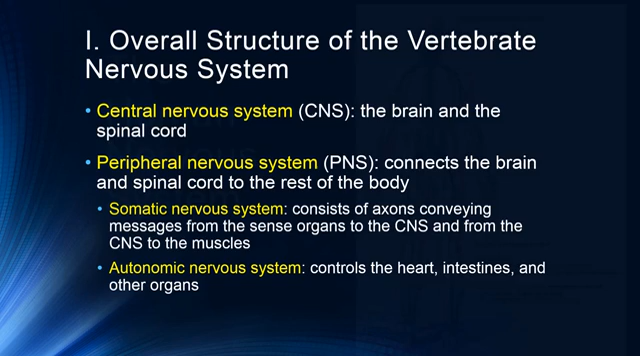 I. Overall Structure of the Vertebrate
Nervous System
• Central nervous system (CNS): the brain and the
spinal cord
• Peripheral nervous system (PNS): connects the brain
and spinal cord to the rest of the body
• Somatic nervous system: consists of axons conveying
messages from the sense organs to the CNS and from the
CNS to the muscles
• Autonomic nervous system: controls the heart, intestines, and
other organs